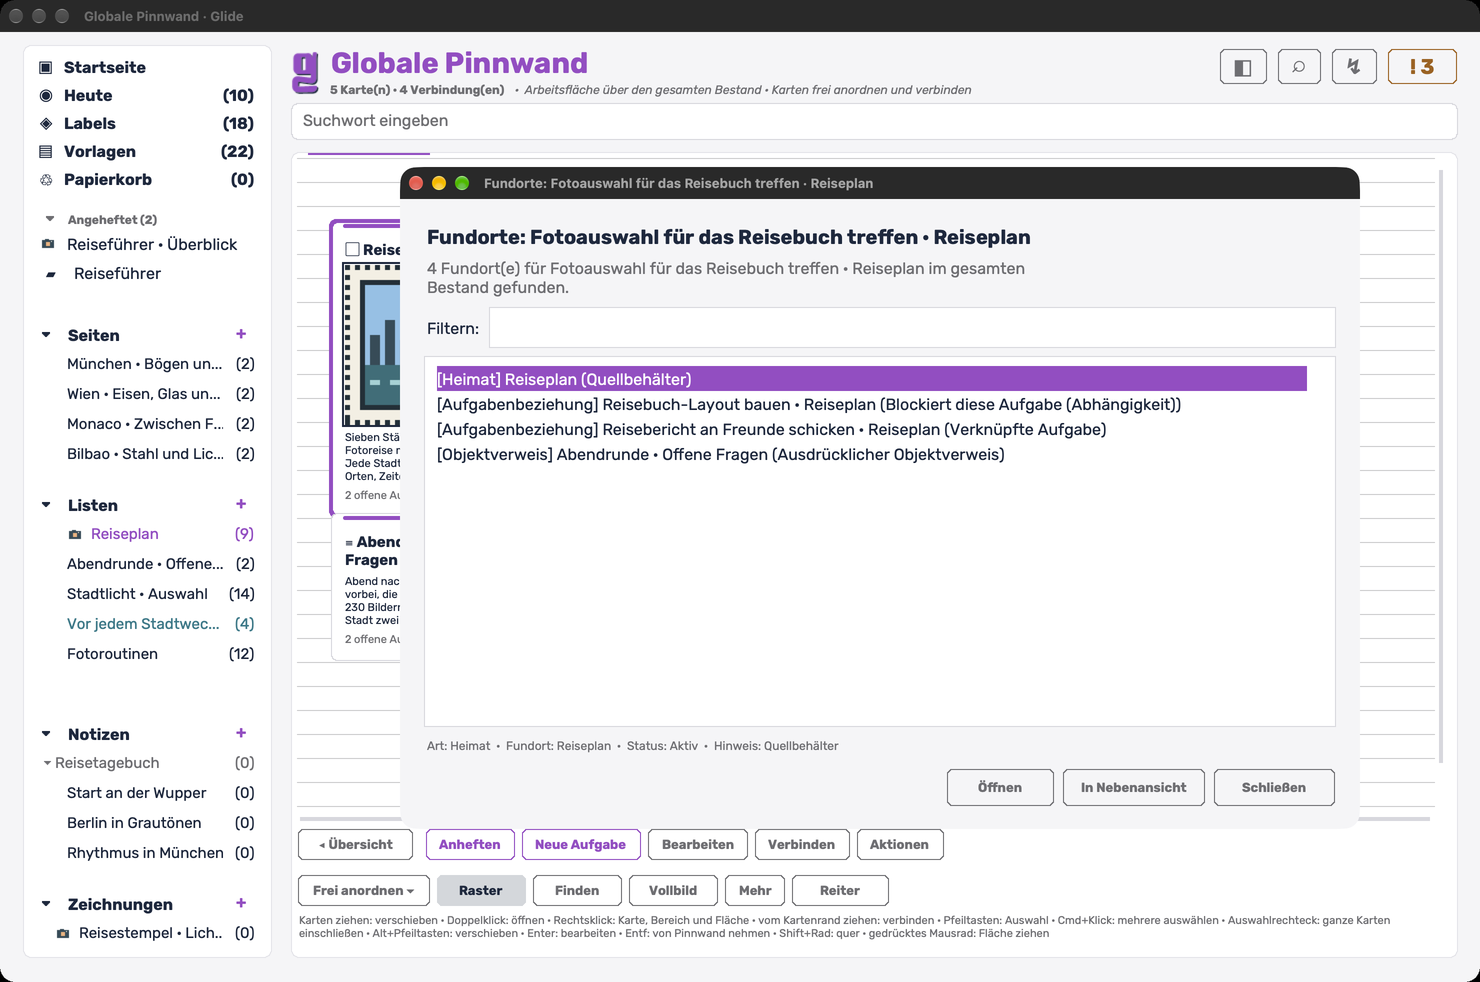 Globale Pinnwand · Glide
Startseite
Heute (10)
Labels (18)
Vorlagen (22)
Papierkorb (0)
Angeheftet (2)
Reiseführer • Überblick
Reiseführer
Seiten +
München • Bögen un... (2)
Wien • Eisen, Glas un... (2)
Monaco • Zwischen F... (2)
Bilbao • Stahl und Lic... (2)
Listen +
Reiseplan (9)
Abendrunde • Offene... (2)
Stadtlicht • Auswahl (14)
Vor jedem Stadtwec... (4)
Fotoroutinen (12)
Notizen +
Reisetagebuch (0)
Start an der Wupper (0)
Berlin in Grautönen (0)
Rhythmus in München (0)
Zeichnungen +
Reisestempel • Lich.. (0)
g Globale Pinnwand
5 Karte(n) • 4 Verbindung(en) • Arbeitsfläche über den gesamten Bestand • Karten frei anordnen und verbinden
! 3
Suchwort eingeben
Reise
Sieben Stä
Fotoreise r
Jede Stadt
Orten, Zeit
2 offene Au
Abend
Fragen
Abend nac
vorbei, die
230 Bilderr
Stadt zwei
2 offene Au
Fundorte: Fotoauswahl für das Reisebuch treffen · Reiseplan
Fundorte: Fotoauswahl für das Reisebuch treffen • Reiseplan
4 Fundort(e) für Fotoauswahl für das Reisebuch treffen • Reiseplan im gesamten
Bestand gefunden.
Filtern:
[Heimat] Reiseplan (Quellbehälter)
[Aufgabenbeziehung] Reisebuch-Layout bauen • Reiseplan (Blockiert diese Aufgabe (Abhängigkeit))
[Aufgabenbeziehung] Reisebericht an Freunde schicken • Reiseplan (Verknüpfte Aufgabe)
[Objektverweis] Abendrunde • Offene Fragen (Ausdrücklicher Objektverweis)
Art: Heimat • Fundort: Reiseplan • Status: Aktiv • Hinweis: Quellbehälter
Öffnen In Nebenansicht Schließen
Übersicht Anheften Neue Aufgabe Bearbeiten Verbinden Aktionen
Frei anordnen Raster Finden Vollbild Mehr Reiter
Karten ziehen: verschieben • Doppelklick: öffnen • Rechtsklick: Karte, Bereich und Fläche • vom Kartenrand ziehen: verbinden • Pfeiltasten: Auswahl • Cmd+Klick: mehrere auswählen • Auswahlrechteck: ganze Karten
einschließen • Alt+Pfeiltasten: verschieben • Enter: bearbeiten • Entf: von Pinnwand nehmen • Shift+Rad: quer • gedrücktes Mausrad: Fläche ziehen